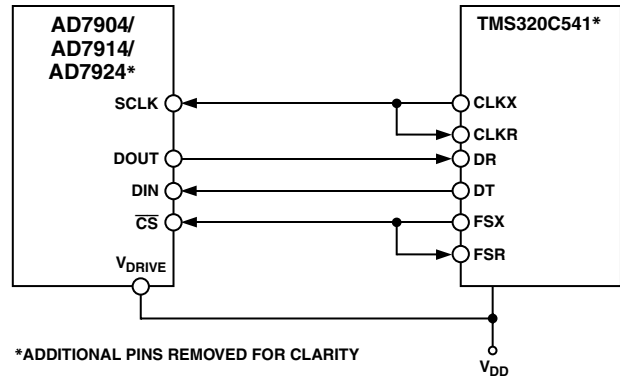 AD7904/
AD7914/
AD7924*
SCLK
DOUT
DIN
CS
VDRIVE
TMS320C541*
CLKX
CLKR
DR
DT
FSX
FSR
VDD
*ADDITIONAL PINS REMOVED FOR CLARITY